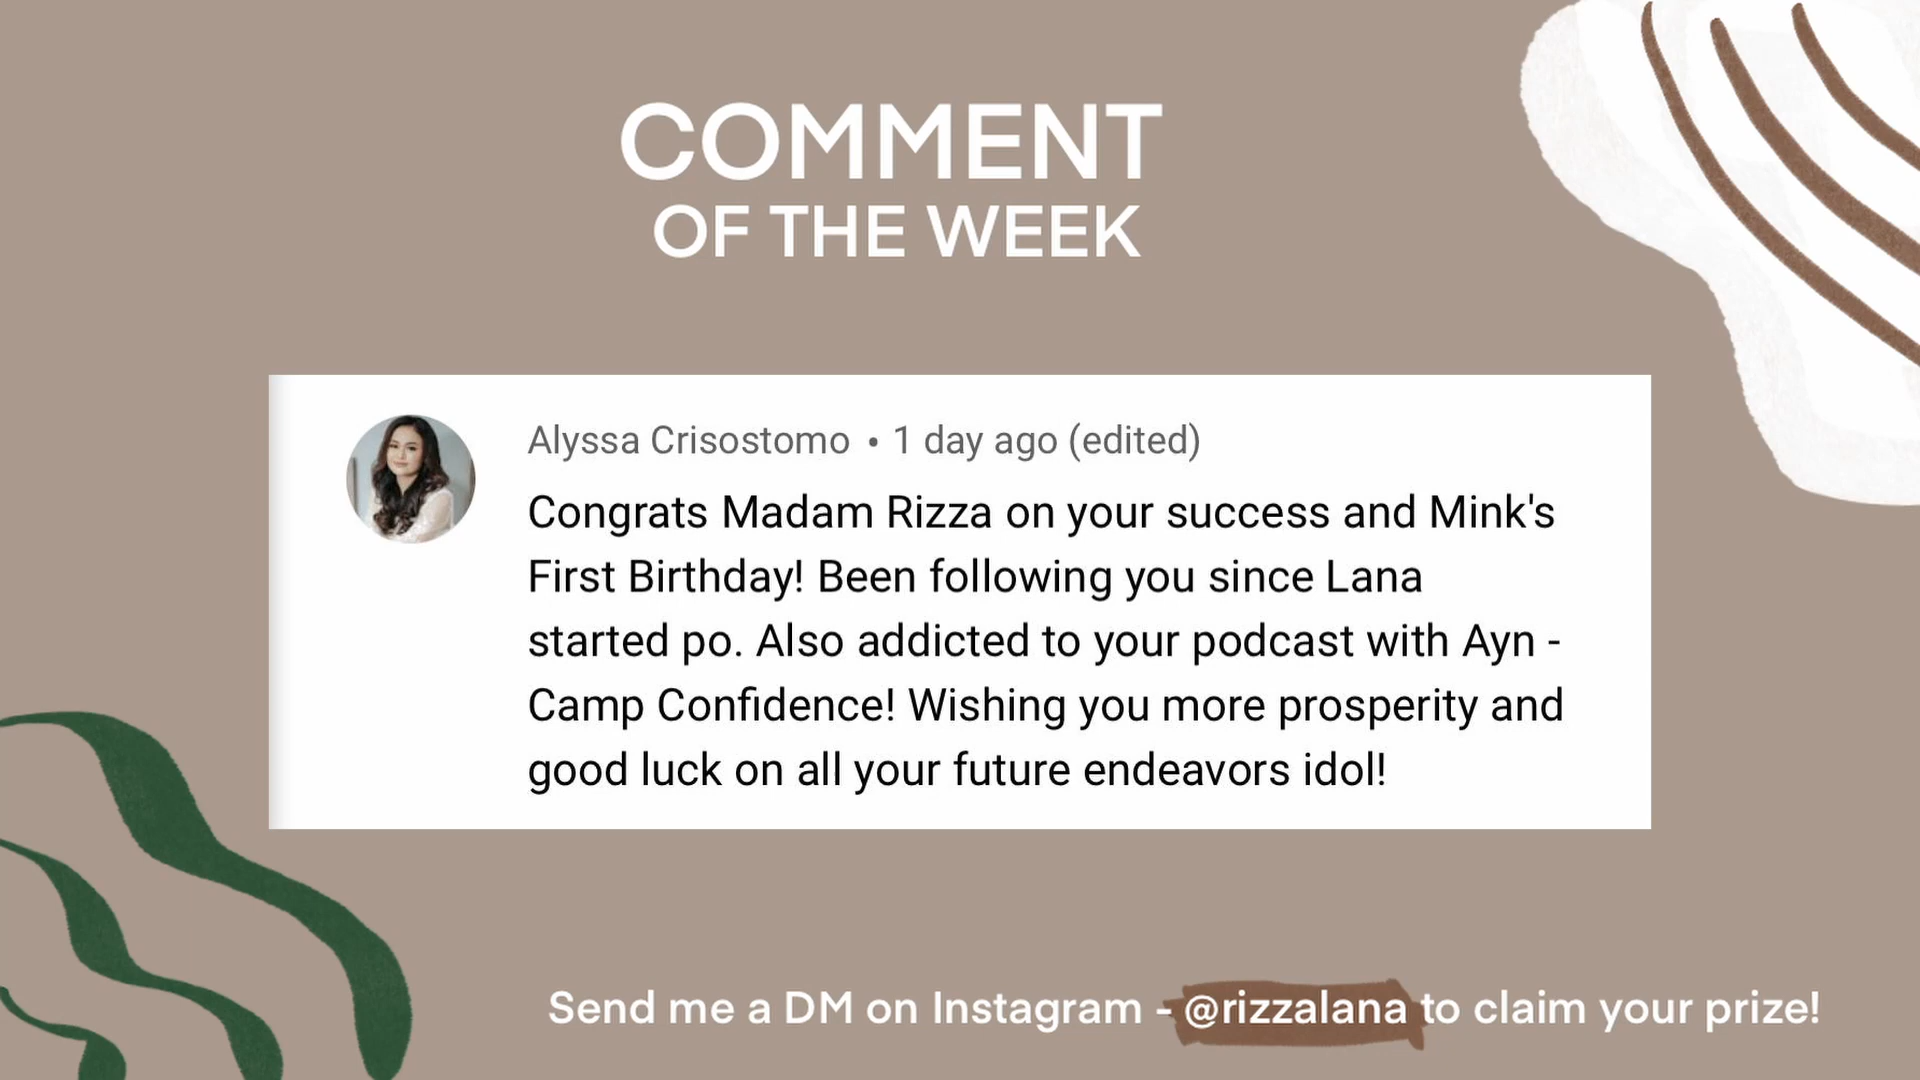 COMMENT
OF THE WEEK
Alyssa Crisostomo • 1 day ago (edited)
Congrats Madam Rizza on your success and Mink's
First Birthday! Been following you since Lana
started po. Also addicted to your podcast with Ayn -
Camp Confidence! Wishing you more prosperity and
good luck on all your future endeavors idol!
Send me a DM on Instagram - @rizzalana to claim your prize!